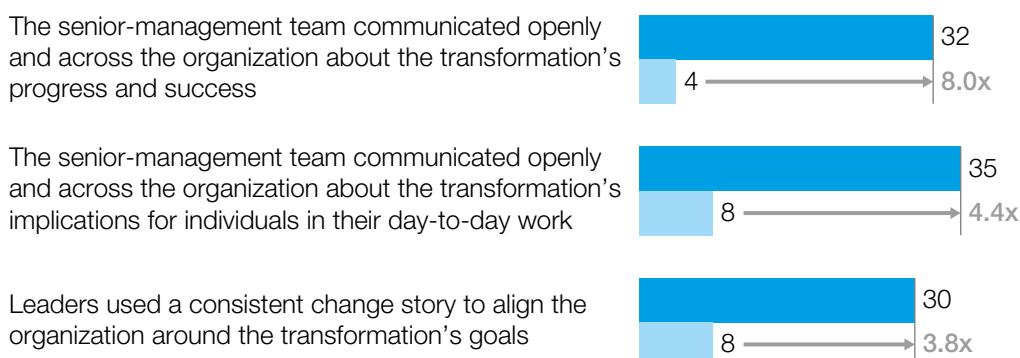 The senior-management team communicated openly
and across the organization about the transformation’s
progress and success
32
4
8.0x
The senior-management team communicated openly
and across the organization about the transformation’s
implications for individuals in their day-to-day work
35
8
4.4x
Leaders used a consistent change story to align the
organization around the transformation’s goals
30
8
3.8x